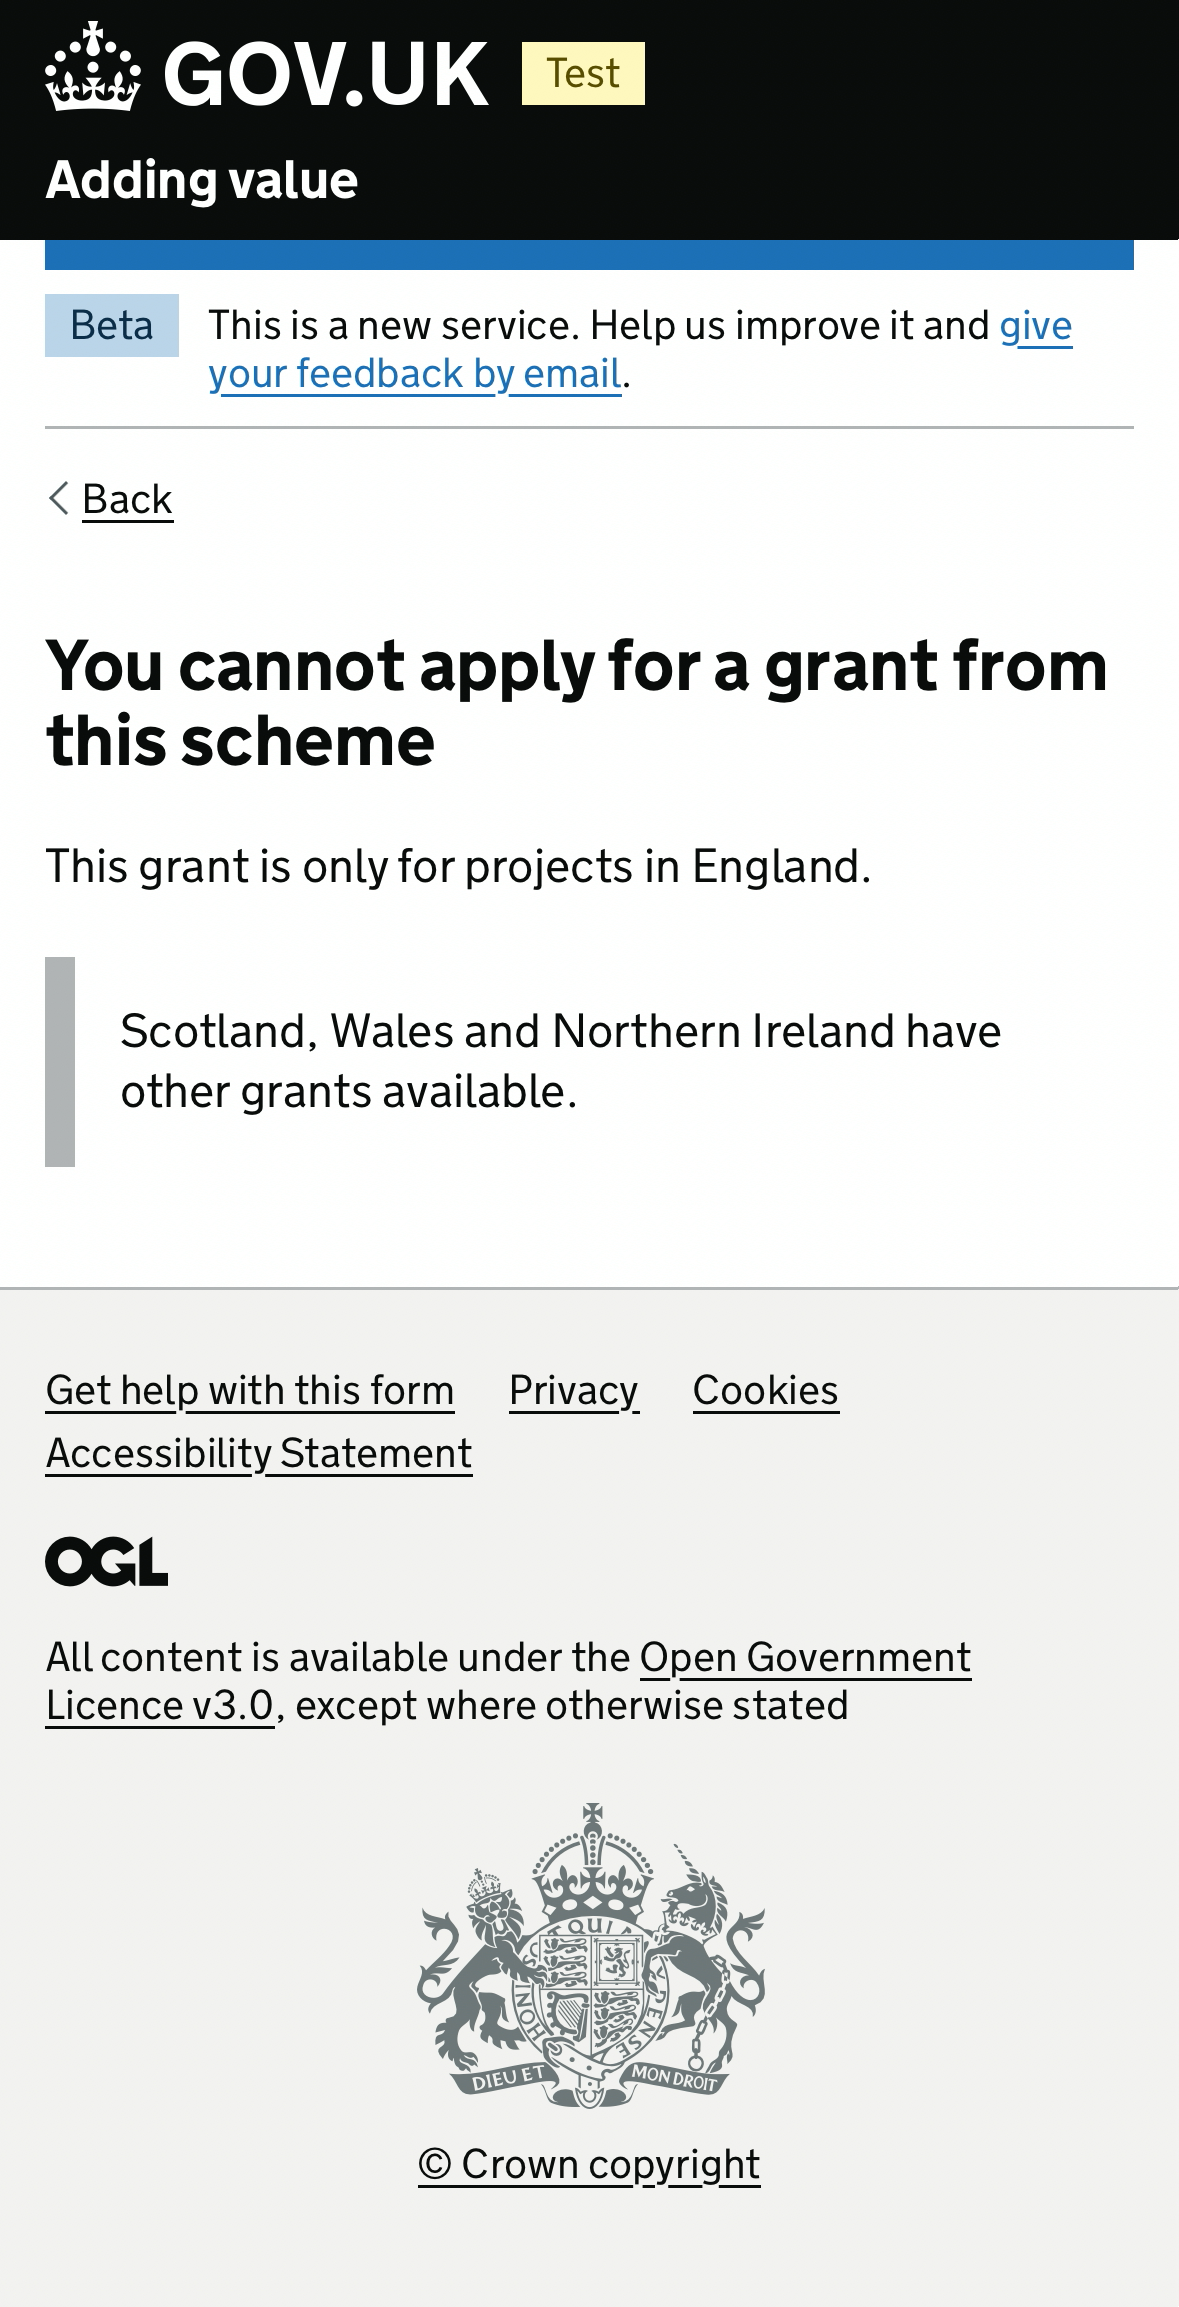 GOV.UK Test
Adding value
Beta
This is a new service. Help us improve it and give
your feedback by email.
Back
You cannot apply for a grant from
this scheme
This grant is only for projects in England.
Scotland, Wales and Northern Ireland have
other grants available.
Get help with this form Privacy Cookies
Accessibility Statement
OGL
All content is available under the Open Government
Licence v3.0, except where otherwise stated
QUI
HONI
DIEU ET MON DROIT
© Crown copyright